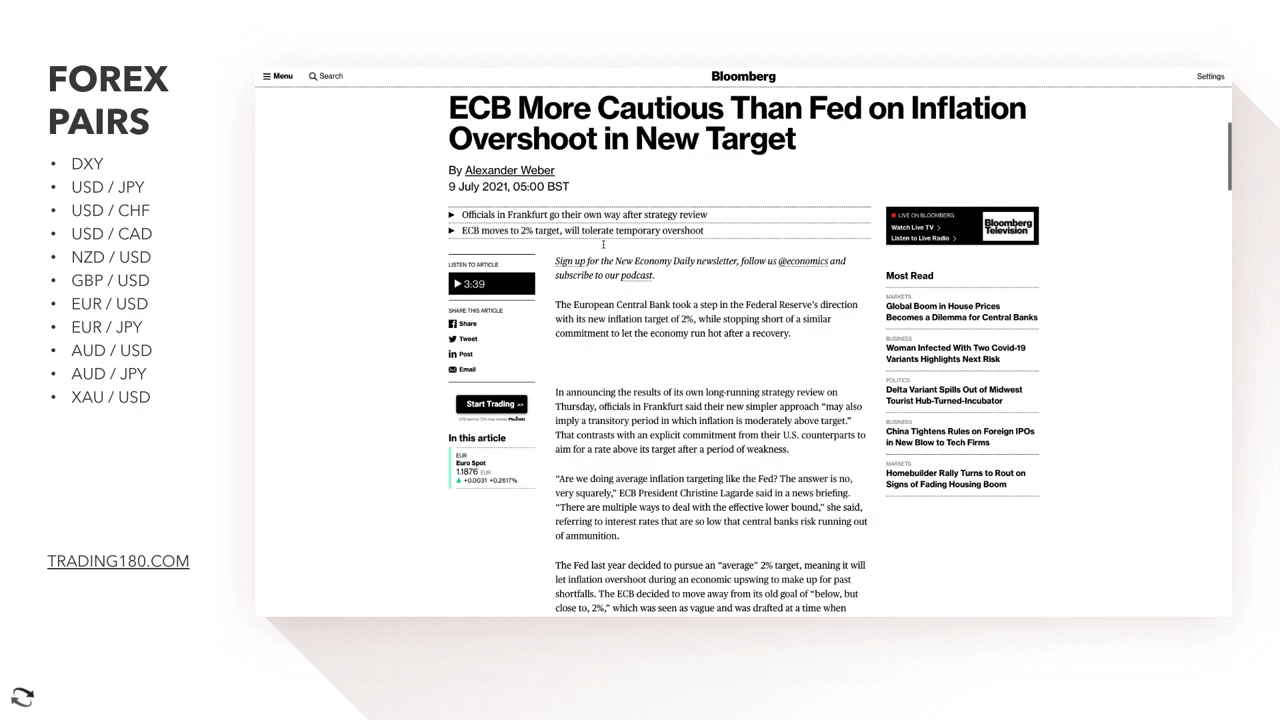 FOREX
PAIRS
• DXY
• USD / JPY
• USD / CHF
• USD / CAD
• NZD / USD
• GBP / USD
• EUR / USD
• EUR / JPY
• AUD / USD
• AUD / JPY
• XAU / USD
TRADING180.COM
Menu
Search
Bloomberg
Settings
ECB More Cautious Than Fed on Inflation
Overshoot in New Target
By Alexander Weber
9 July 2021, 05:00 BST
Officials in Frankfurt go their own way after strategy review
ECB moves to 2% target, will tolerate temporary overshoot
LISTEN TO ARTICLE
3:39
SHARE THIS ARTICLE
Share
Tweet
Post
Email
Start Trading >>
In this article
EUR
Euro Spot
1.1876 EUR
+0.0031 +0.2617%
Sign up for the New Economy Daily newsletter, follow us @economics and
subscribe to our podcast.
The European Central Bank took a step in the Federal Reserve's direction
with its new inflation target of 2%, while stopping short of a similar
commitment to let the economy run hot after a recovery.
In announcing the results of its own long-running strategy review on
Thursday, officials in Frankfurt said their new simpler approach “may also
imply a transitory period in which inflation is moderately above target.”
That contrasts with an explicit commitment from their U.S. counterparts to
aim for a rate above its target after a period of weakness.
“Are we doing average inflation targeting like the Fed? The answer is no,
very squarely,” ECB President Christine Lagarde said in a news briefing.
“There are multiple ways to deal with the effective lower bound,” she said,
referring to interest rates that are so low that central banks risk running out
of ammunition.
The Fed last year decided to pursue an “average” 2% target, meaning it will
let inflation overshoot during an economic upswing to make up for past
shortfalls. The ECB decided to move away from its old goal of “below, but
close to, 2%,” which was seen as vague and was drafted at a time when
LIVE ON BLOOMBERG
Watch Live TV >
Listen to Live Radio >
Bloomberg
Television
Most Read
MARKETS
Global Boom in House Prices
Becomes a Dilemma for Central Banks
BUSINESS
Woman Infected With Two Covid-19
Variants Highlights Next Risk
POLITICS
Delta Variant Spills Out of Midwest
Tourist Hub-Turned-Incubator
BUSINESS
China Tightens Rules on Foreign IPOs
in New Blow to Tech Firms
MARKETS
Homebuilder Rally Turns to Rout on
Signs of Fading Housing Boom